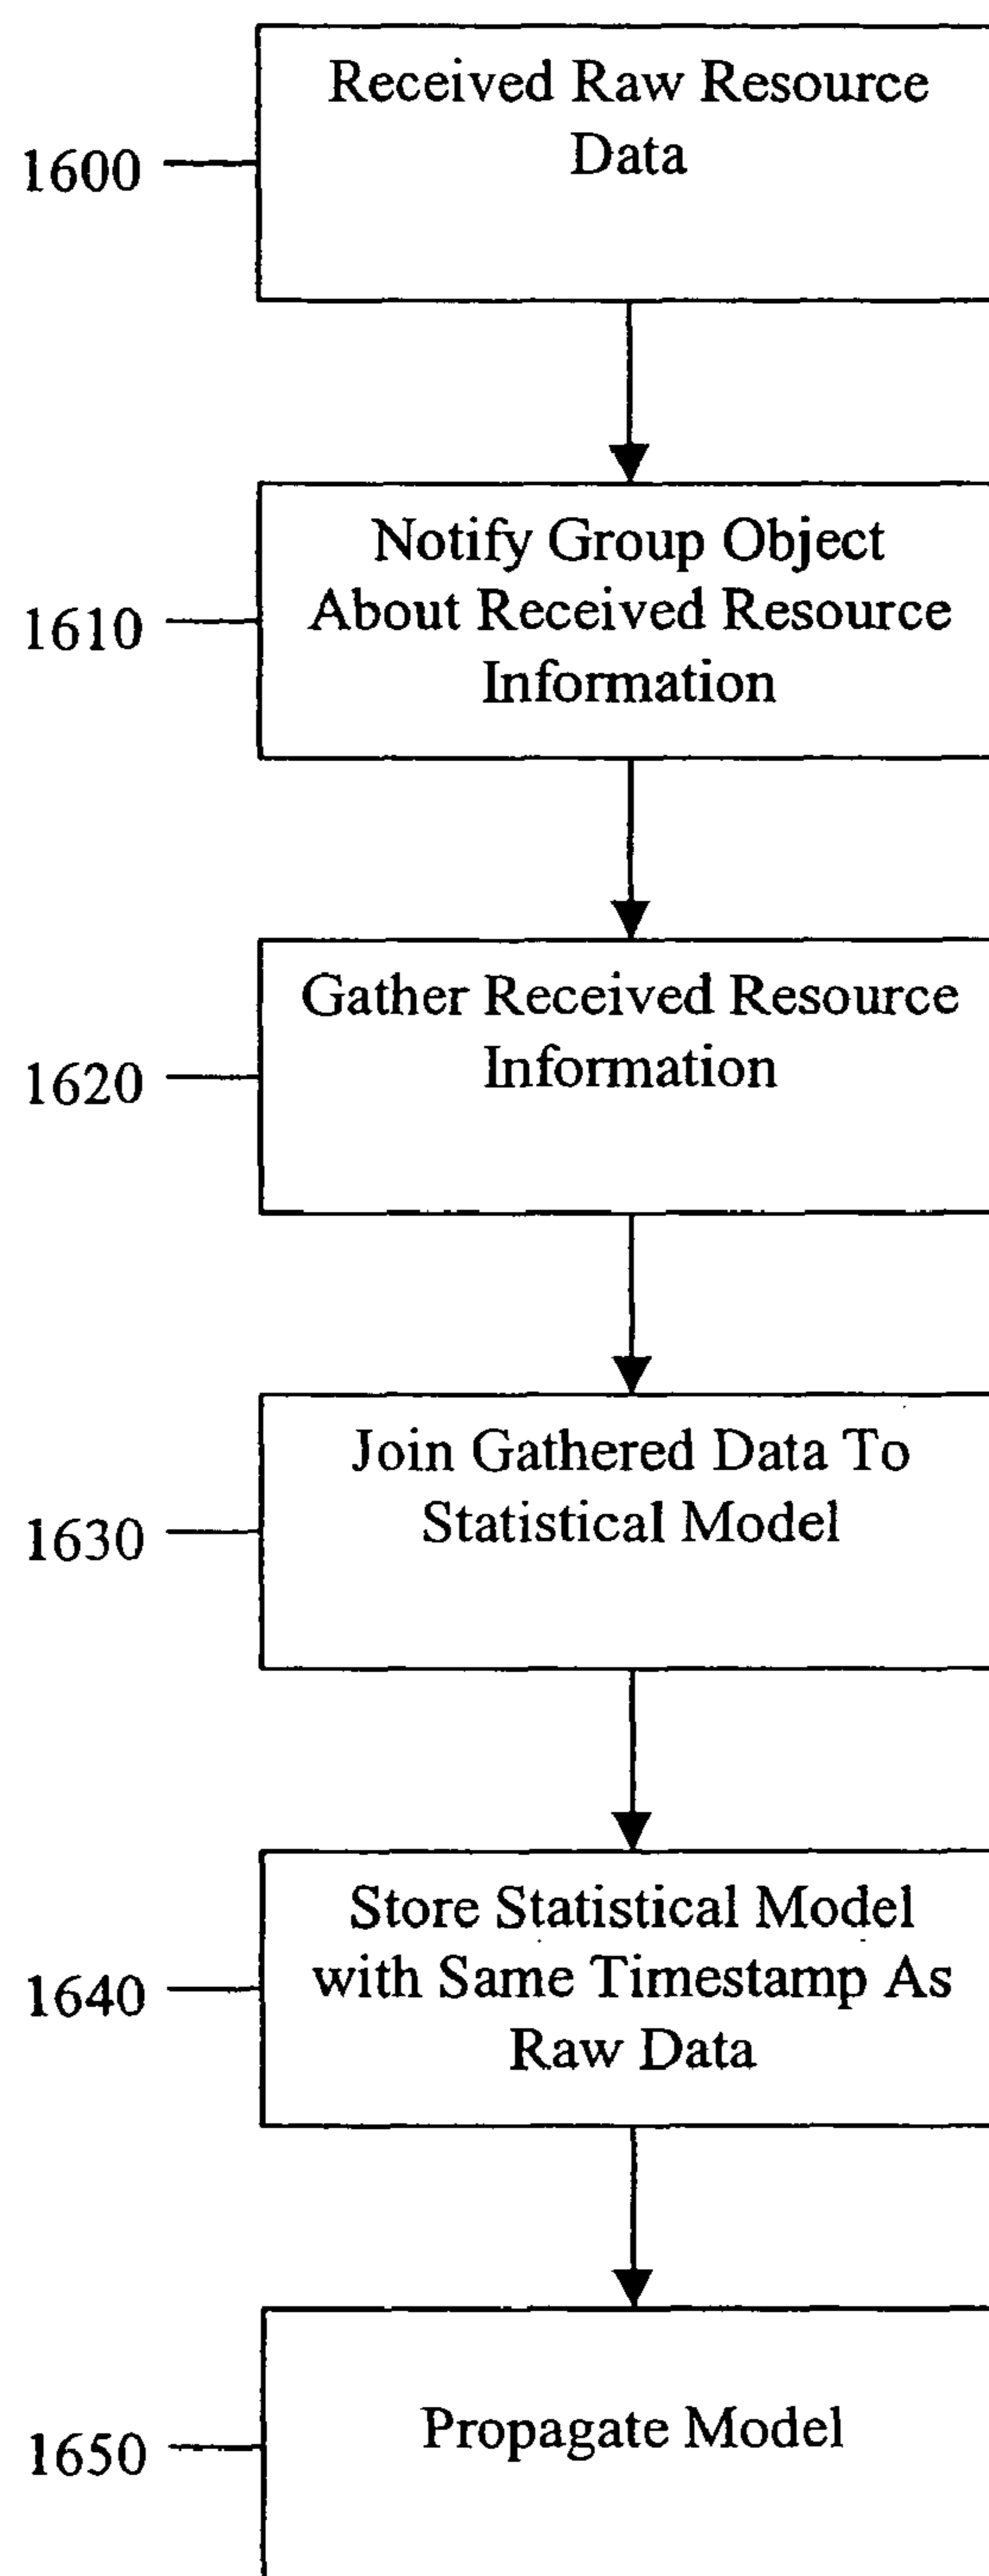 Received Raw Resource
Data
1600
Notify Group Object
About Received Resource
Information
1610
Gather Received Resource
Information
1620
Join Gathered Data To
Statistical Model
1630
Store Statistical Model
with Same Timestamp As
Raw Data
1640
Propagate Model
1650